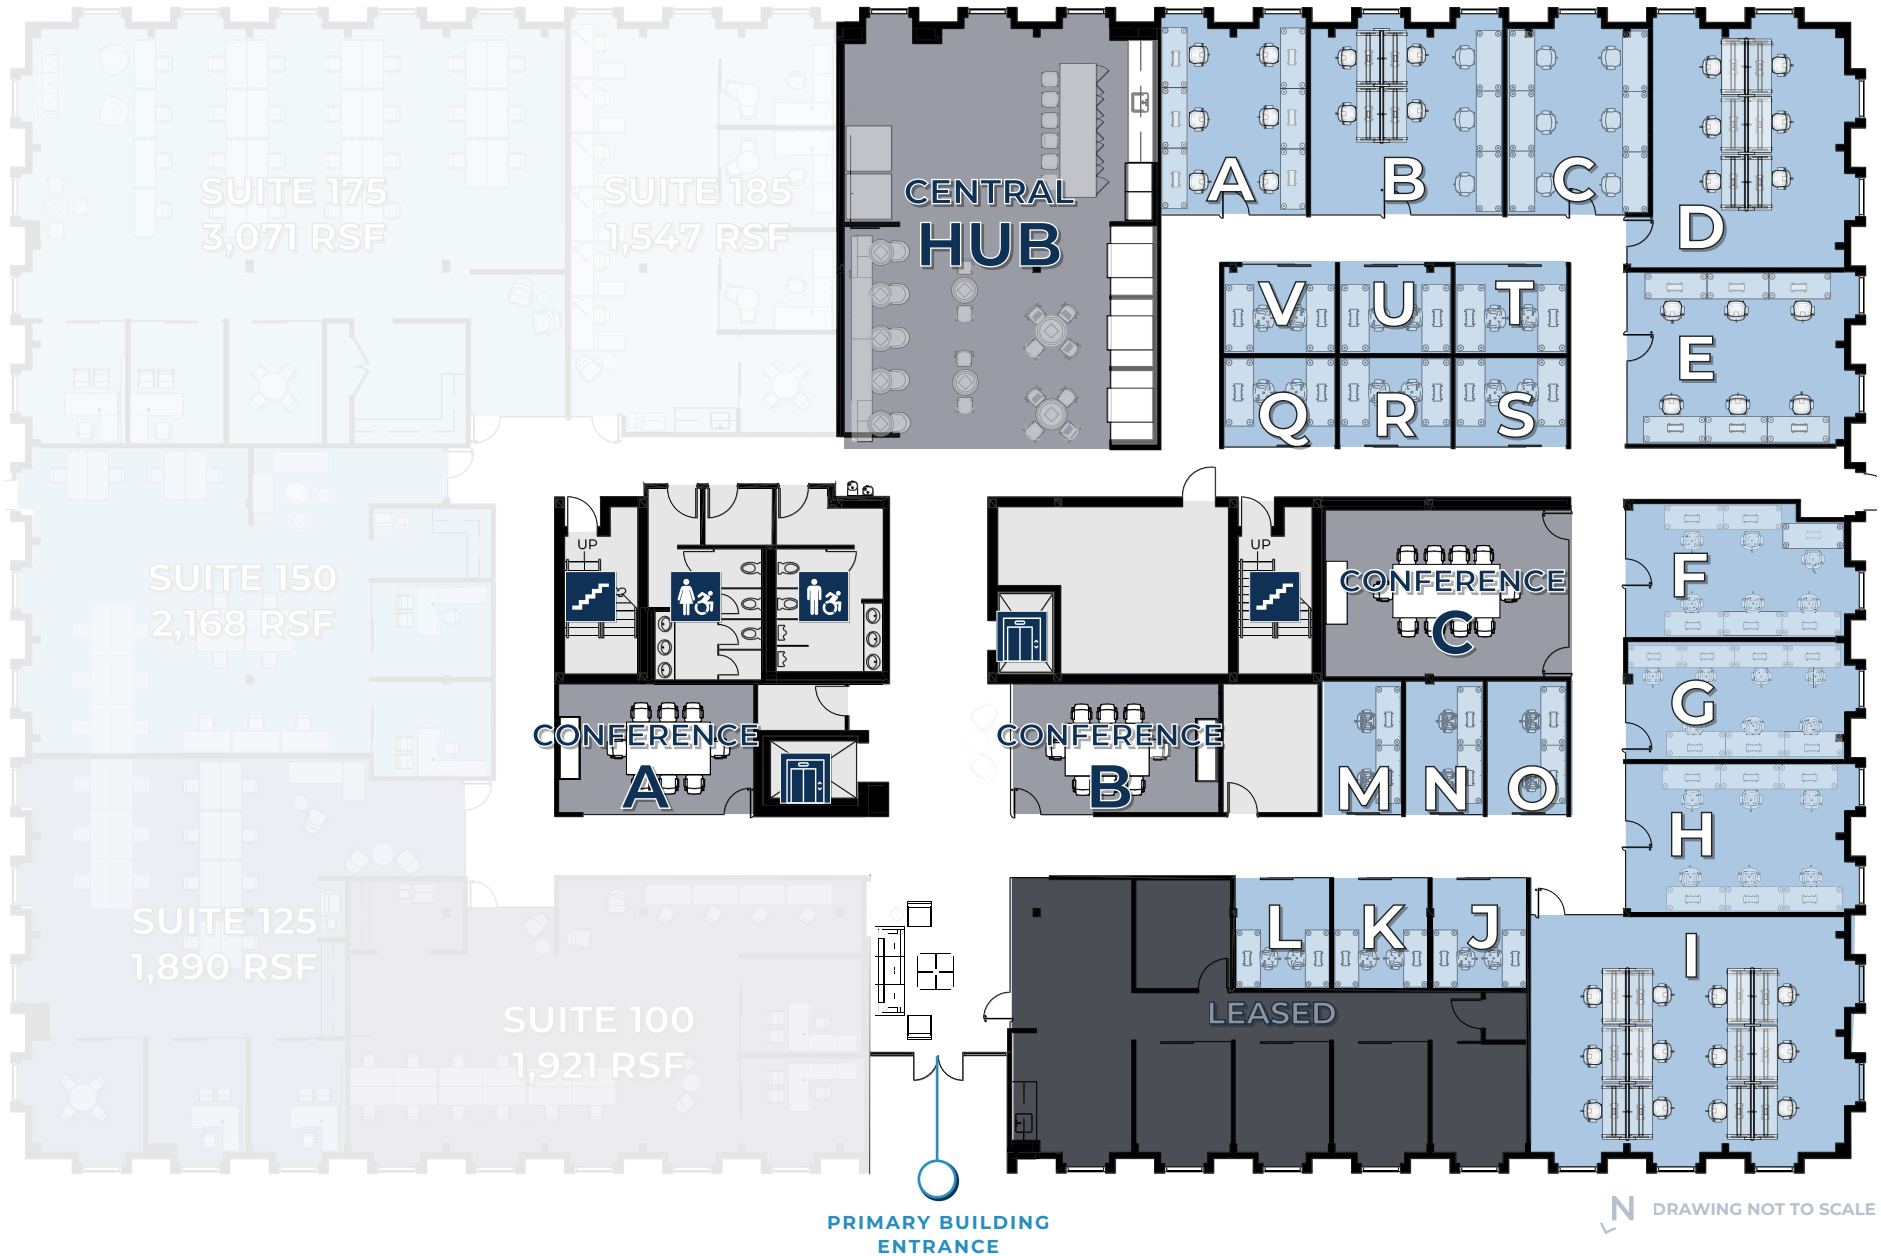 SUITE 175
3,071 RSF
SUITE 185
1,547 RSF
CENTRAL
HUB
A
B
C
D
V
U
T
E
Q
R
S
SUITE 150
2,168 RSF
UP
UP
CONFERENCE
C
F
G
CONFERENCE
A
CONFERENCE
B
M
N
O
H
SUITE 125
1,890 RSF
L
K
J
I
SUITE 100
1,921 RSF
LEASED
PRIMARY BUILDING
ENTRANCE
N
DRAWING NOT TO SCALE